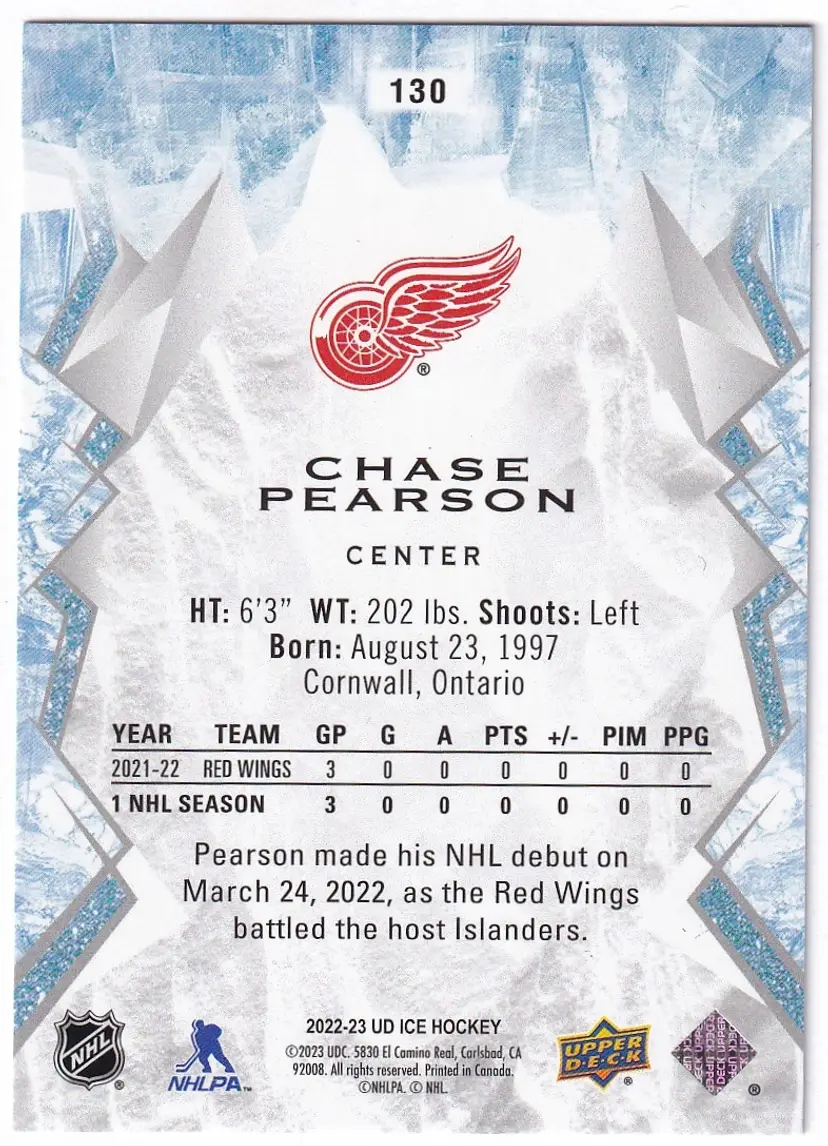 130
®
CHASE
PEARSON
CENTER
HT: 6'3" WT: 202 lbs. Shoots: Left
Born: August 23, 1997
Cornwall, Ontario
YEAR TEAM GP G A PTS +/- PIM PPG
2021-22 RED WINGS 3 0 0 0 0 0 0
1 NHL SEASON 3 0 0 0 0 0 0
Pearson made his NHL debut on
March 24, 2022, as the Red Wings
battled the host Islanders.
NHL ®
NHLPA™
2022-23 UD ICE HOCKEY
©2023 UDC. 5830 El Camino Real, Carlsbad, CA
92008. All rights reserved. Printed in Canada.
©NHLPA. © NHL.
UPPER
D·E·C·K ®
DECK UPPER
®